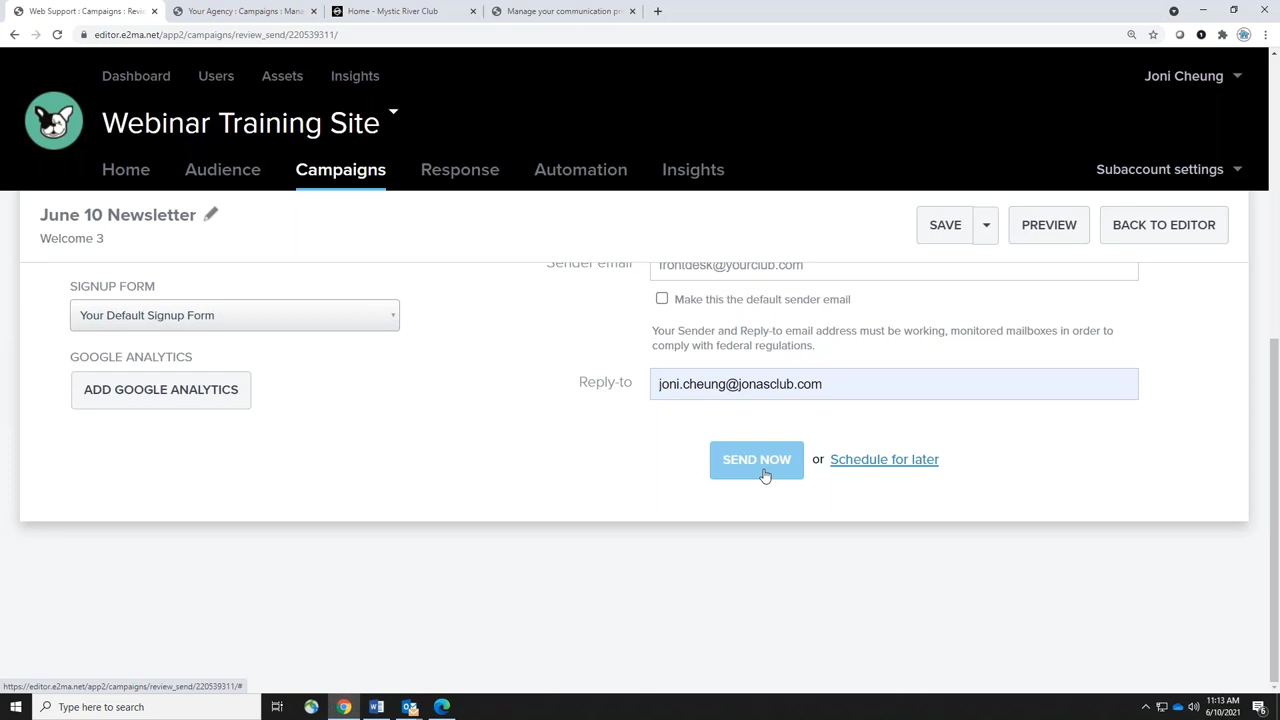 Web Support : Campaigns : Revi
Your Agency : Campaigns : Mana
Home - Mystic River Club
Manage your communication pr
editor.e2ma.net/app2/campaigns/review_send/220539311/
Dashboard
Users
Assets
Insights
Joni Cheung
Webinar Training Site
Home
Audience
Campaigns
Response
Automation
Insights
Subaccount settings
June 10 Newsletter
Welcome 3
SAVE
PREVIEW
BACK TO EDITOR
Sender email
frontdesk@yourclub.com
SIGNUP FORM
Your Default Signup Form
Make this the default sender email
Your Sender and Reply-to email address must be working, monitored mailboxes in order to
comply with federal regulations.
GOOGLE ANALYTICS
ADD GOOGLE ANALYTICS
Reply-to
joni.cheung@jonasclub.com
SEND NOW
or
Schedule for later
https://editor.e2ma.net/app2/campaigns/review_send/220539311/#
Type here to search
11:13 AM
6/10/2021